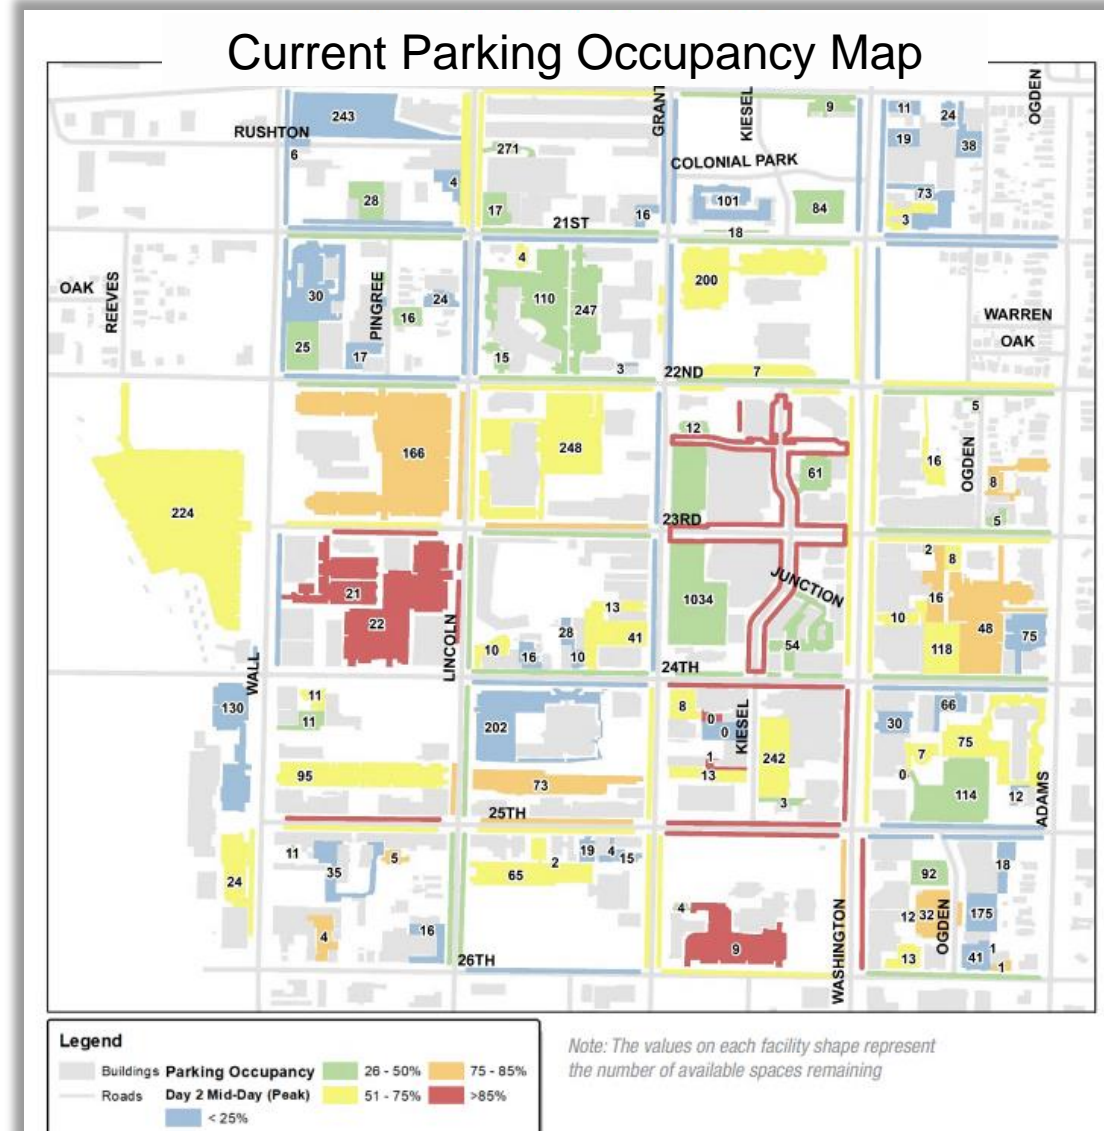 Current Parking Occupancy Map
OGDEN
GRANT
KIESEL
9
11
24
243
RUSHTON
19
38
6
271
COLONIAL PARK
4
28
101
73
17
16
84
3
21ST
18
4
200
OAK
REEVES
30
PINGREE
24
110
247
16
WARREN
OAK
25
17
15
3
22ND
7
5
12
166
248
61
16
OGDEN
8
224
23RD
5
2
8
JUNCTION
21
1034
16
13
10
22
28
41
48
75
LINCOLN
10
16
10
54
118
24TH
WALL
11
66
130
11
202
8
0
0
KIESEL
30
75
7
1
242
95
13
0
73
3
114
12
ADAMS
25TH
11
19
4
15
5
2
18
35
65
92
24
4
12
32
175
16
4
9
WASHINGTON
OGDEN
1
26TH
13
41
1
Legend
Buildings
Parking Occupancy
26 - 50%
75 - 85%
Roads
Day 2 Mid-Day (Peak)
51 - 75%
>85%
< 25%
Note: The values on each facility shape represent
the number of available spaces remaining